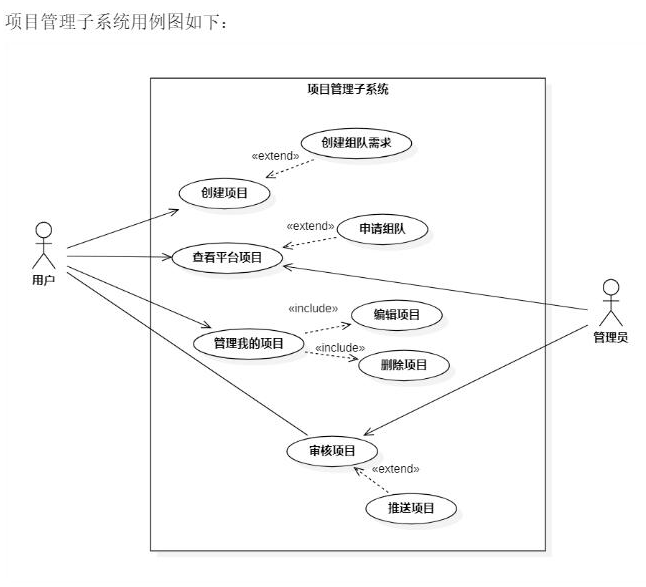 项目管理子系统用例图如下：
项目管理子系统
创建组队需求
«extend»
创建项目
申请组队
«extend»
查看平台项目
用户
编辑项目
«include»
管理我的项目
«include»
删除项目
管理员
审核项目
«extend»
推送项目